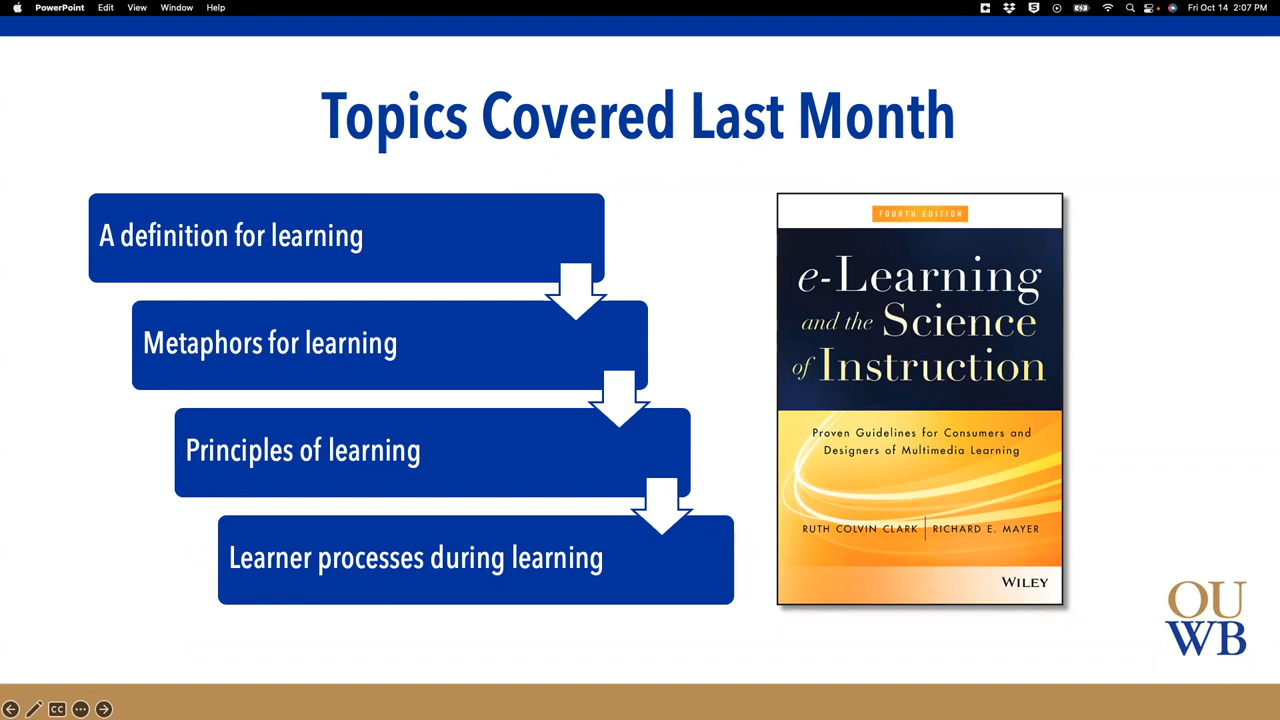 PowerPoint Edit View Window Help
Fri Oct 14 2:07 PM
Topics Covered Last Month
A definition for learning
Metaphors for learning
Principles of learning
Learner processes during learning
FOURTH EDITION
e-Learning
and the Science
of Instruction
Proven Guidelines for Consumers and
Designers of Multimedia Learning
RUTH COLVIN CLARK | RICHARD E. MAYER
WILEY
OU
WB
CC